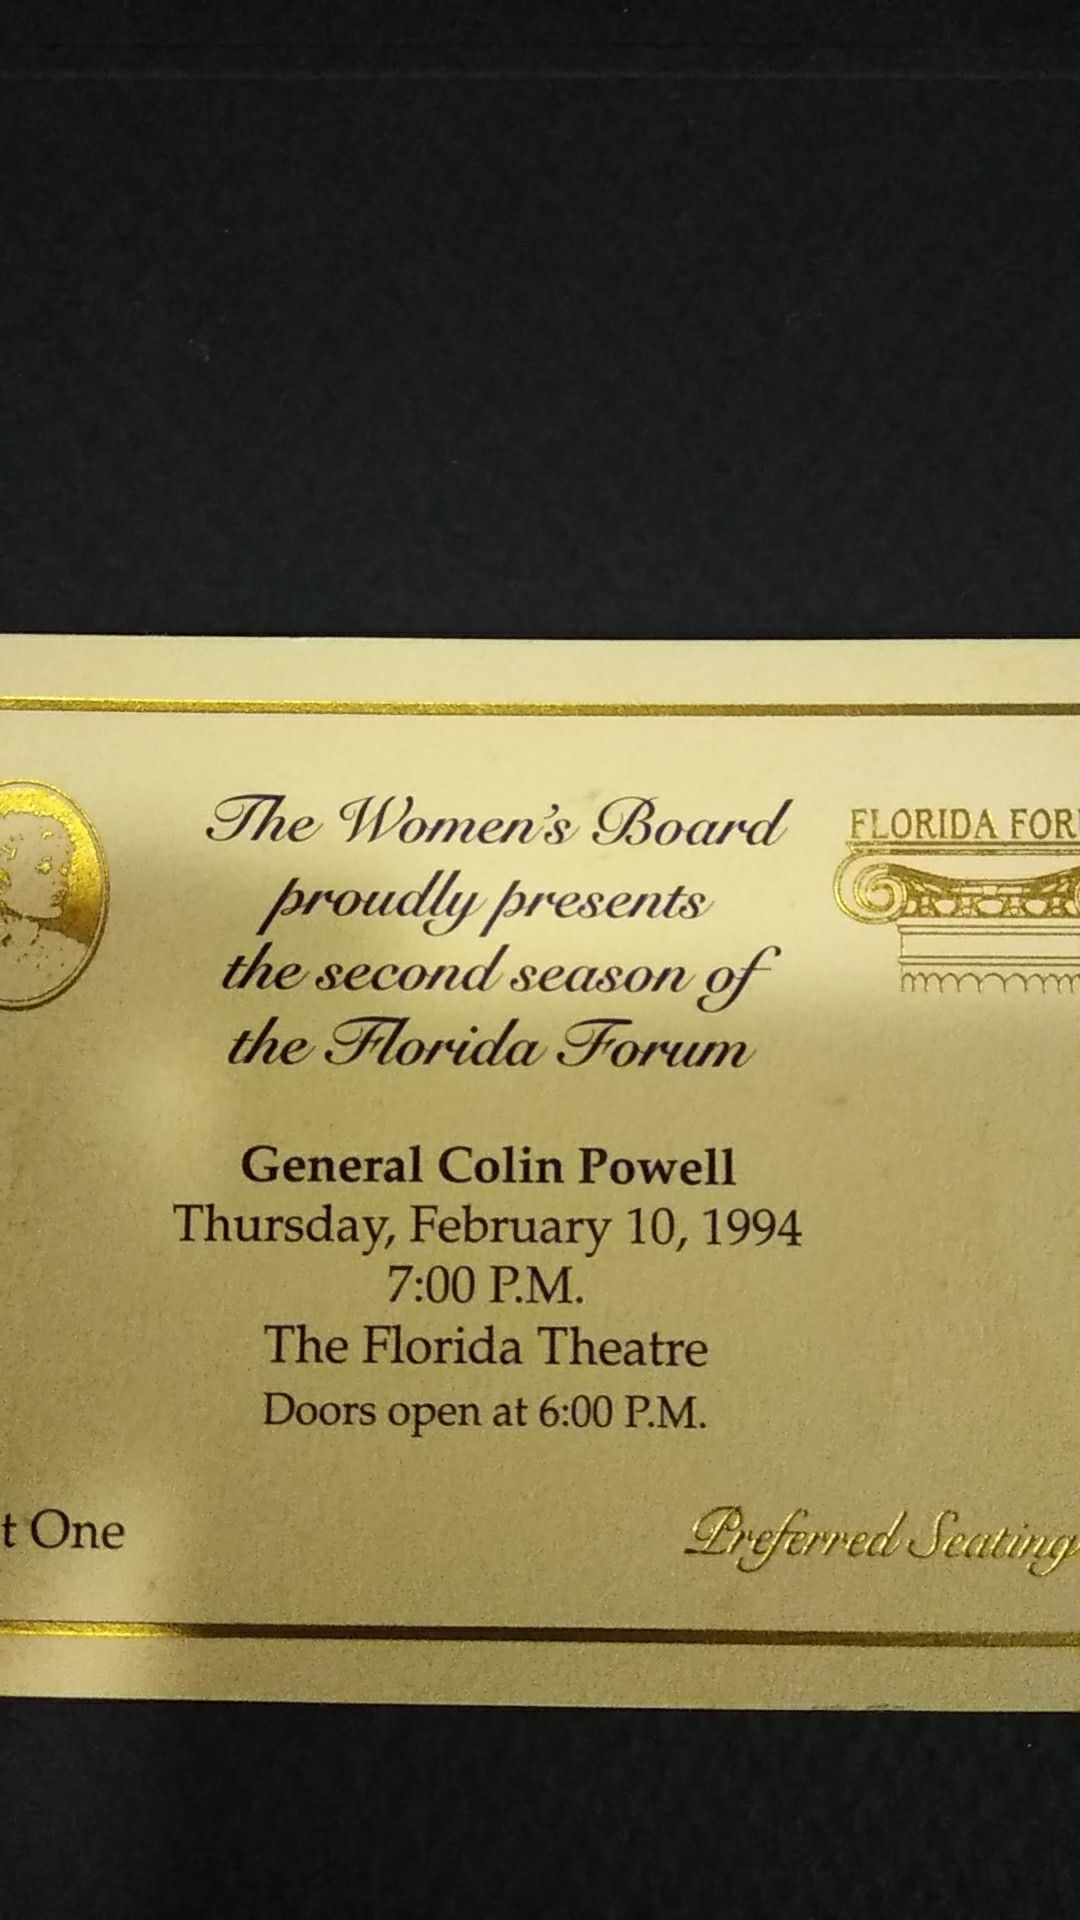 The Women's Board
proudly presents
the second season of
the Florida Forum
FLORIDA FOR
General Colin Powell
Thursday, February 10, 1994
7:00 P.M.
The Florida Theatre
Doors open at 6:00 P.M.
t One
Preferred Seating